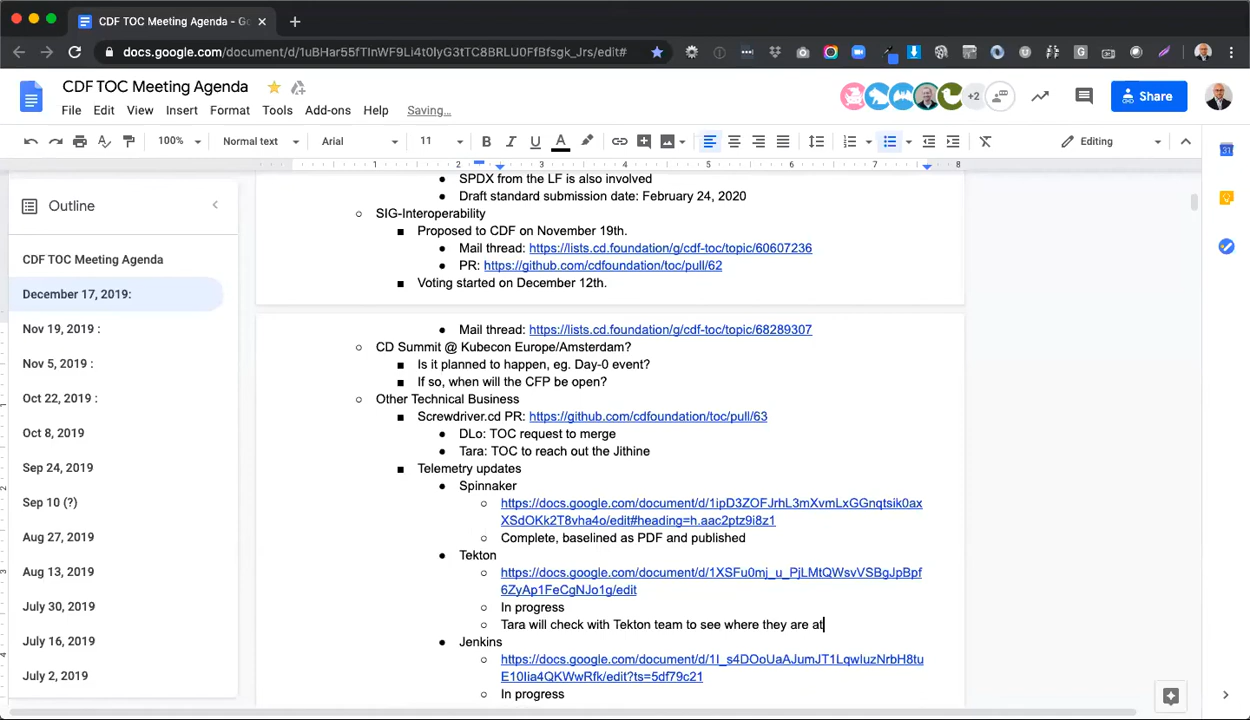 CDF TOC Meeting Agenda - Go
docs.google.com/document/d/1uBHar55fTInWF9Li4t0lyG3tTC8BRLU0FfBfsgk_Jrs/edit#
CDF TOC Meeting Agenda
File Edit View Insert Format Tools Add-ons Help Saving...
+2
Share
100% Normal text Arial 11 Editing
1 2 3 4 5 6 7 8
Outline
CDF TOC Meeting Agenda
December 17, 2019:
Nov 19, 2019 :
Nov 5, 2019 :
Oct 22, 2019 :
Oct 8, 2019
Sep 24, 2019
Sep 10 (?)
Aug 27, 2019
Aug 13, 2019
July 30, 2019
July 16, 2019
July 2, 2019
SPDX from the LF is also involved
Draft standard submission date: February 24, 2020
SIG-Interoperability
Proposed to CDF on November 19th.
Mail thread: https://lists.cd.foundation/g/cdf-toc/topic/60607236
PR: https://github.com/cdfoundation/toc/pull/62
Voting started on December 12th.
Mail thread: https://lists.cd.foundation/g/cdf-toc/topic/68289307
CD Summit @ Kubecon Europe/Amsterdam?
Is it planned to happen, eg. Day-0 event?
If so, when will the CFP be open?
Other Technical Business
Screwdriver.cd PR: https://github.com/cdfoundation/toc/pull/63
DLo: TOC request to merge
Tara: TOC to reach out the Jithine
Telemetry updates
Spinnaker
https://docs.google.com/document/d/1ipD3ZOFJrhL3mXvmLxGGnqtsik0ax
XSdOKk2T8vha4o/edit#heading=h.aac2ptz9i8z1
Complete, baselined as PDF and published
Tekton
https://docs.google.com/document/d/1XSFu0mj_u_PjLMtQWsvVSBgJpBpf
6ZyAp1FeCgNJo1g/edit
In progress
Tara will check with Tekton team to see where they are at
Jenkins
https://docs.google.com/document/d/1I_s4DOoUaAJumJT1LqwIuzNrbH8tu
E10Iia4QKWwRfk/edit?ts=5df79c21
In progress